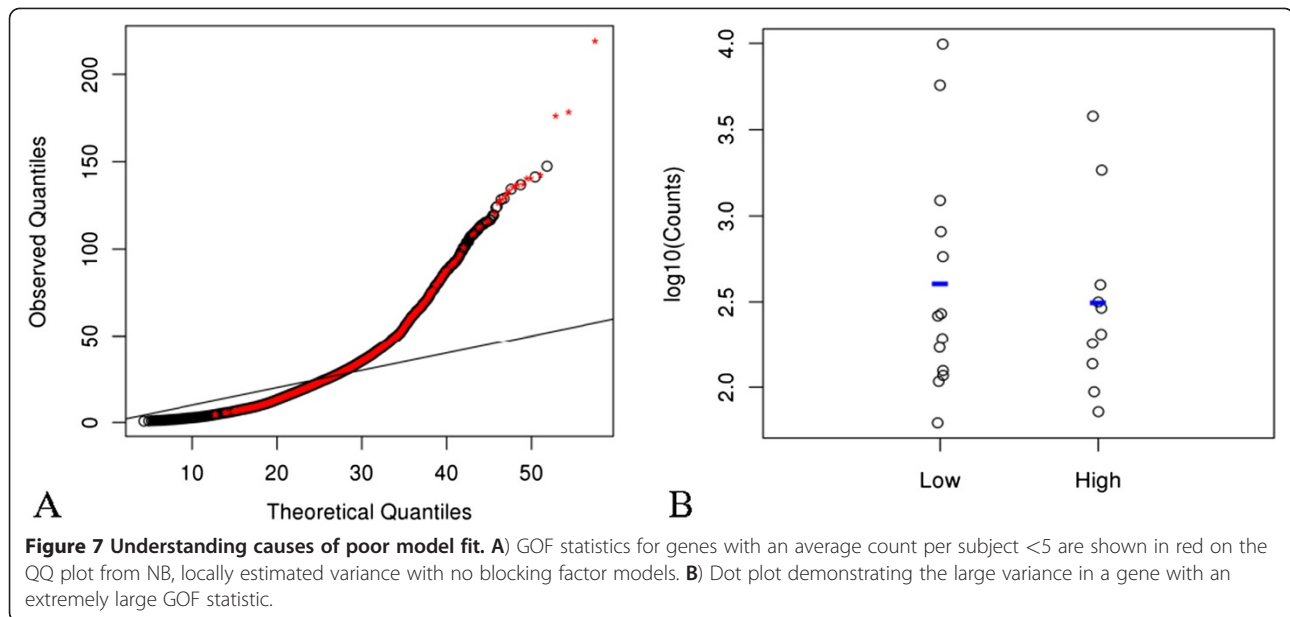 200
150
100
50
0
Observed Quantiles
10 20 30 40 50
Theoretical Quantiles
A
4.0
3.5
3.0
2.5
2.0
log10(Counts)
Low High
B
Figure 7 Understanding causes of poor model fit. A) GOF statistics for genes with an average count per subject <5 are shown in red on the
QQ plot from NB, locally estimated variance with no blocking factor models. B) Dot plot demonstrating the large variance in a gene with an
extremely large GOF statistic.